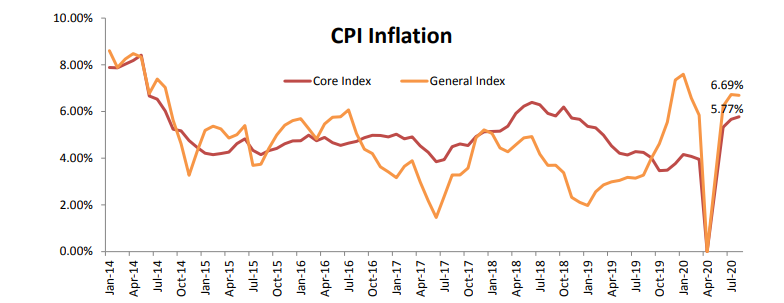 CPI Inflation
10.00%
8.00%
6.00%
4.00%
2.00%
0.00%
Core Index
General Index
6.69%
5.77%
Jan-14
Apr-14
Jul-14
Oct-14
Jan-15
Apr-15
Jul-15
Oct-15
Jan-16
Apr-16
Jul-16
Oct-16
Jan-17
Apr-17
Jul-17
Oct-17
Jan-18
Apr-18
Jul-18
Oct-18
Jan-19
Apr-19
Jul-19
Oct-19
Jan-20
Apr-20
Jul-20